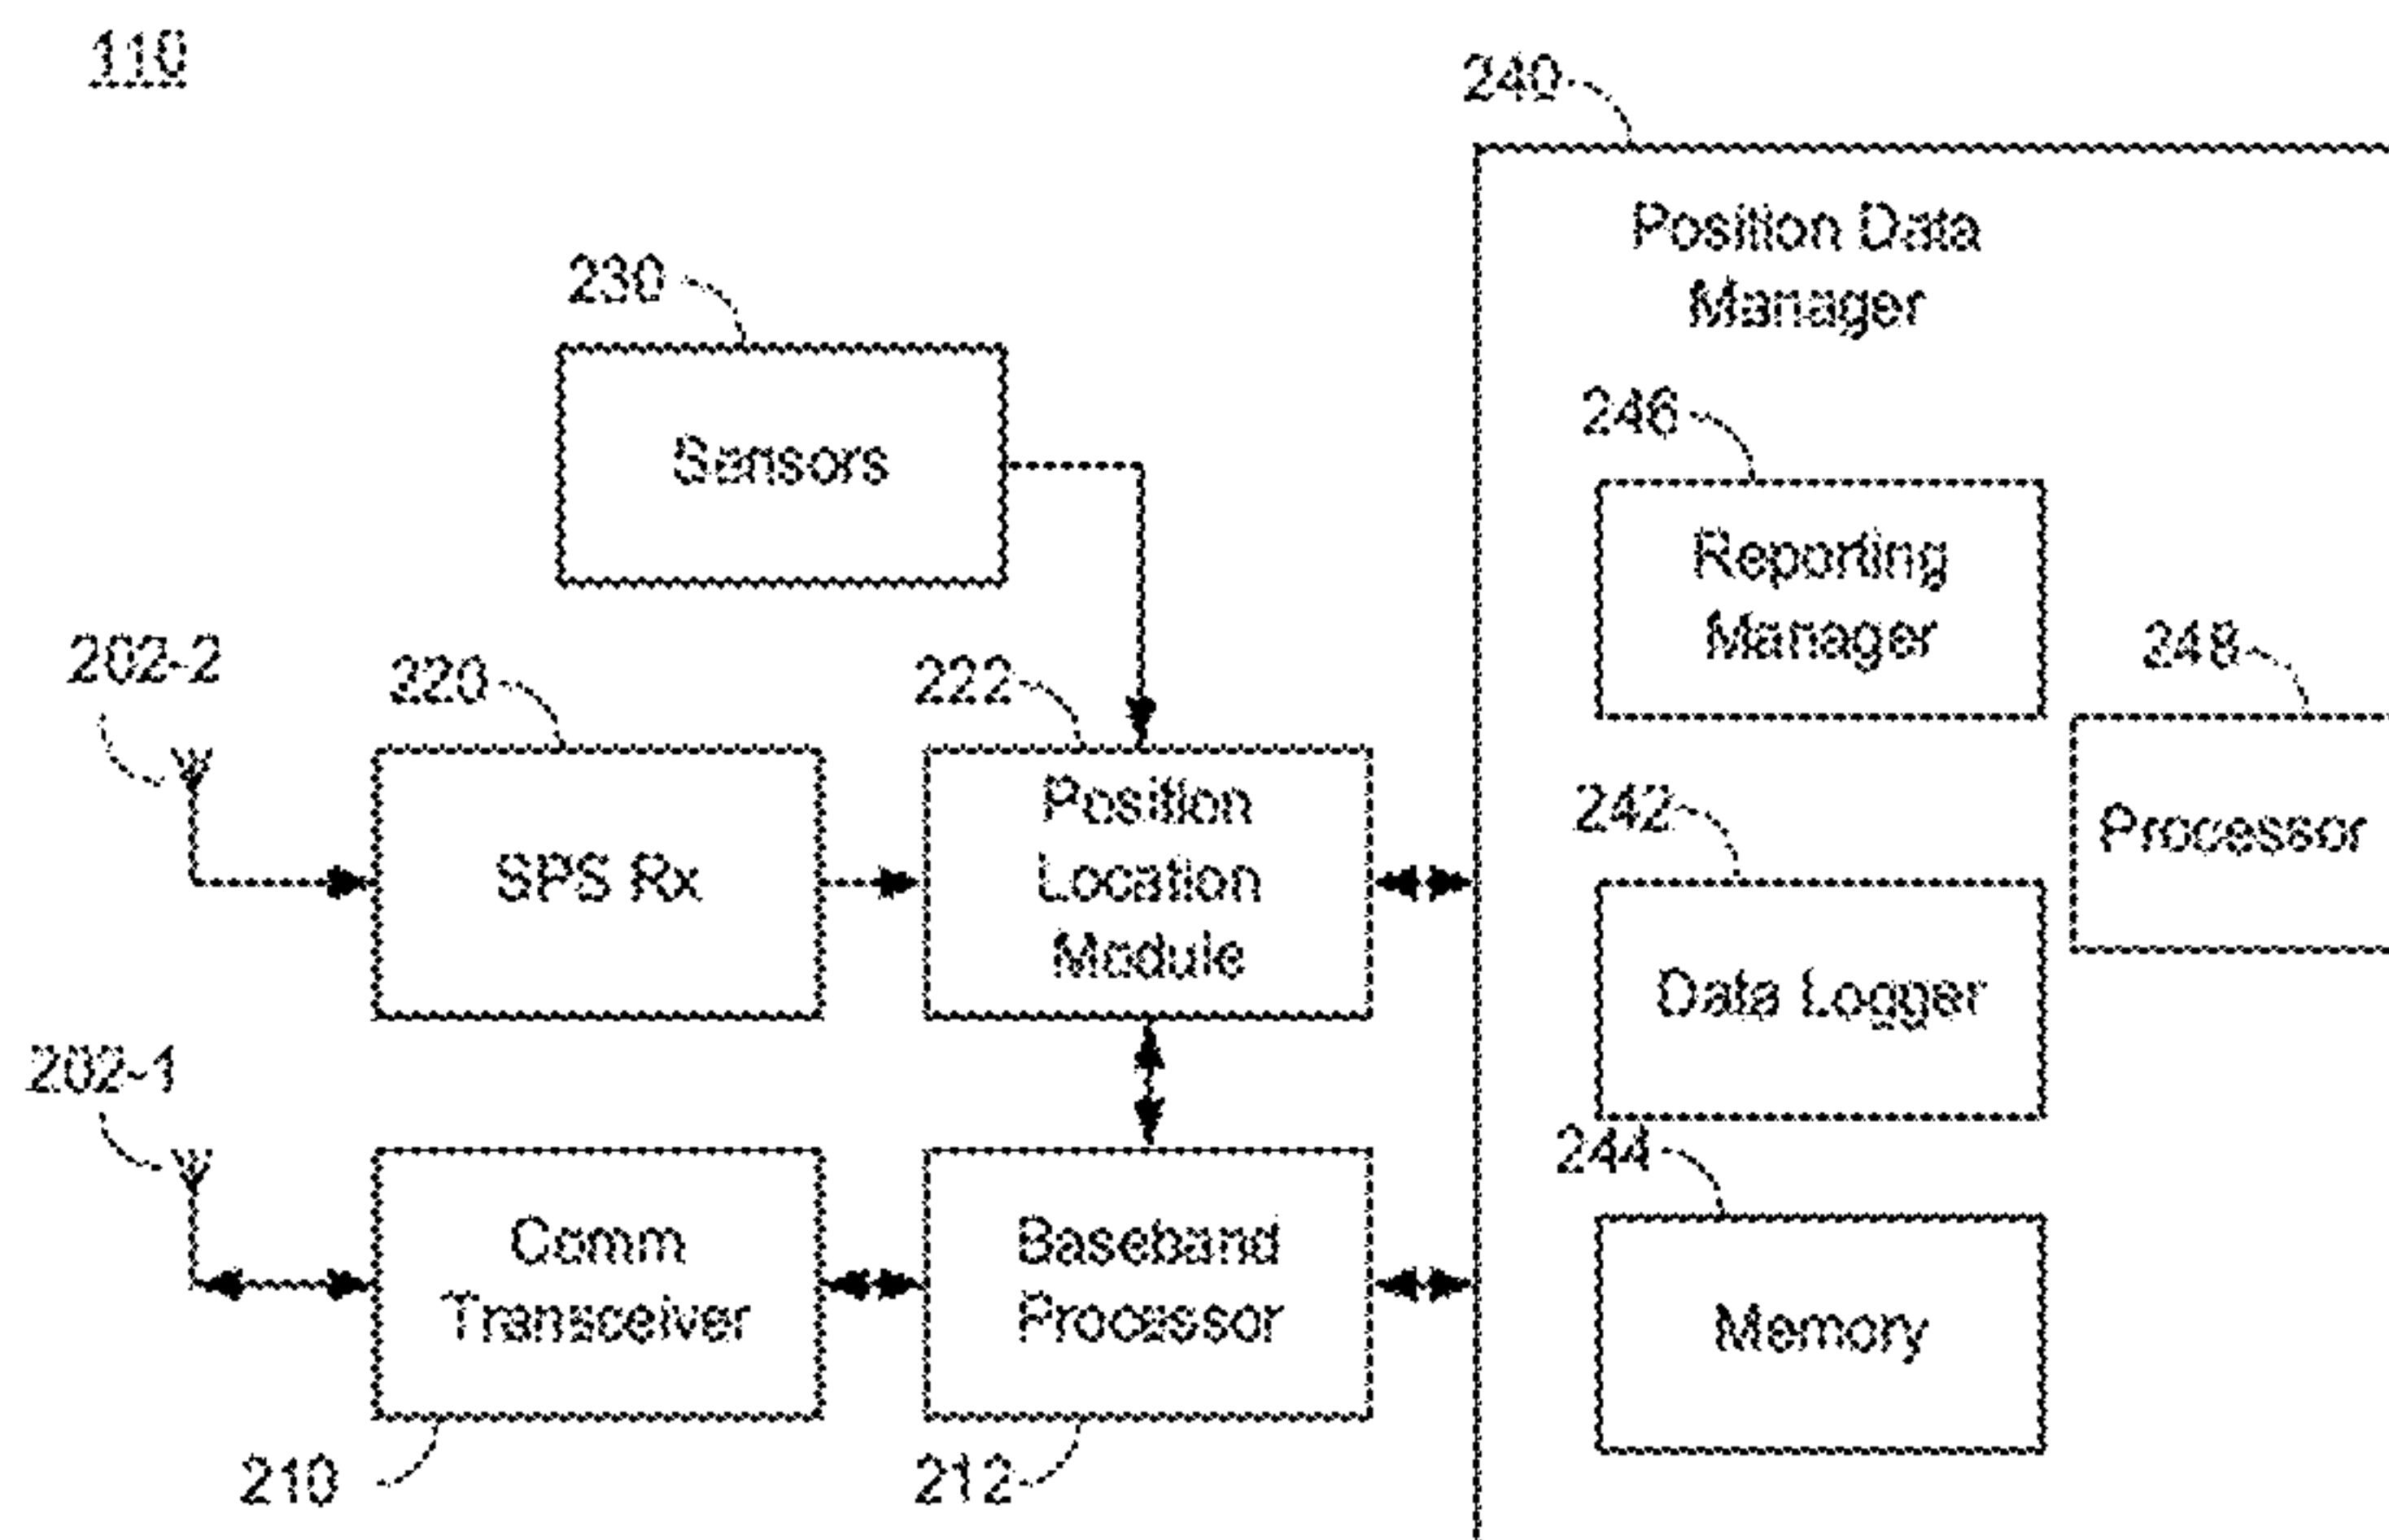 110
240
Position Data
Manager
230
Sensors
246
Reporting
Manager
248
Processor
202-2
220
SPS Rx
222
Position
Location
Module
242
Data Logger
202-1
Comm
Transceiver
210
Baseband
Processor
212
244
Memory